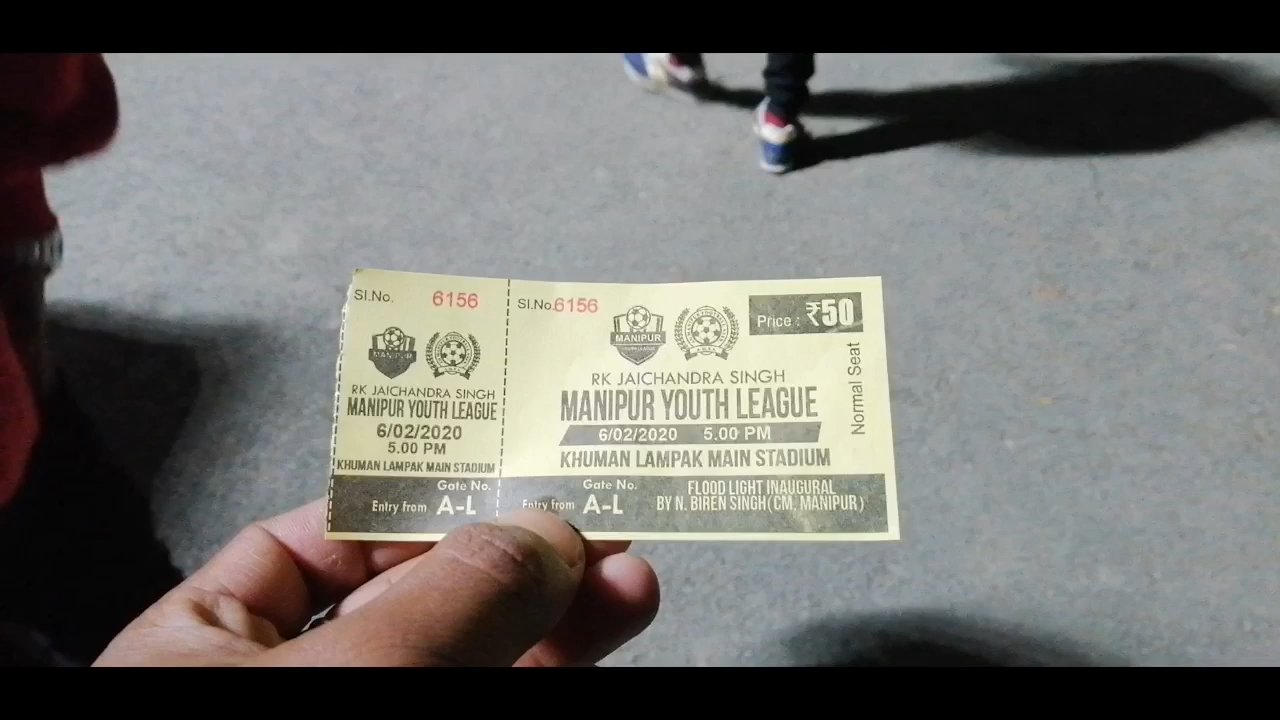 Sl.No. 6156
MANIPUR
RK JAICHANDRA SINGH
MANIPUR YOUTH LEAGUE
6/02/2020
5.00 PM
KHUMAN LAMPAK MAIN STADIUM
Gate No.
Entry from A-L
Sl.No. 6156
MANIPUR
Price : ₹50
Normal Seat
RK JAICHANDRA SINGH
MANIPUR YOUTH LEAGUE
6/02/2020 5.00 PM
KHUMAN LAMPAK MAIN STADIUM
Gate No.
Entry from A-L
FLOOD LIGHT INAUGURAL
BY N. BIREN SINGH(CM, MANIPUR)